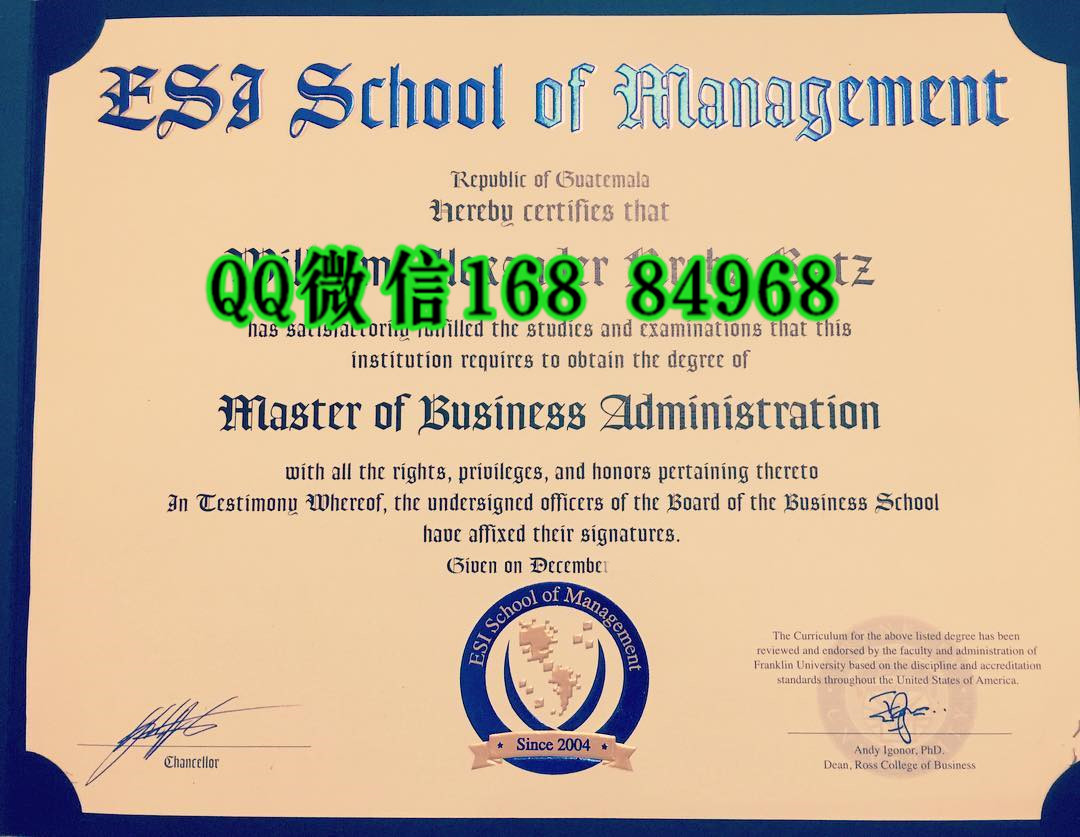 ESI School of Management
Republic of Guatemala
Hereby certifies that
QQ微信168 84968
has satisfactorily fulfilled the studies and examinations that this
institution requires to obtain the degree of
Master of Business Administration
with all the rights, privileges, and honors pertaining thereto
In Testimony Whereof, the undersigned officers of the Board of the Business School
have affixed their signatures.
Given on December
ESI School of Management
Since 2004
The Curriculum for the above listed degree has been
reviewed and endorsed by the faculty and administration of
Franklin University based on the discipline and accreditation
standards throughout the United States of America.
Chancellor
Andy Igonor, PhD.
Dean, Ross College of Business